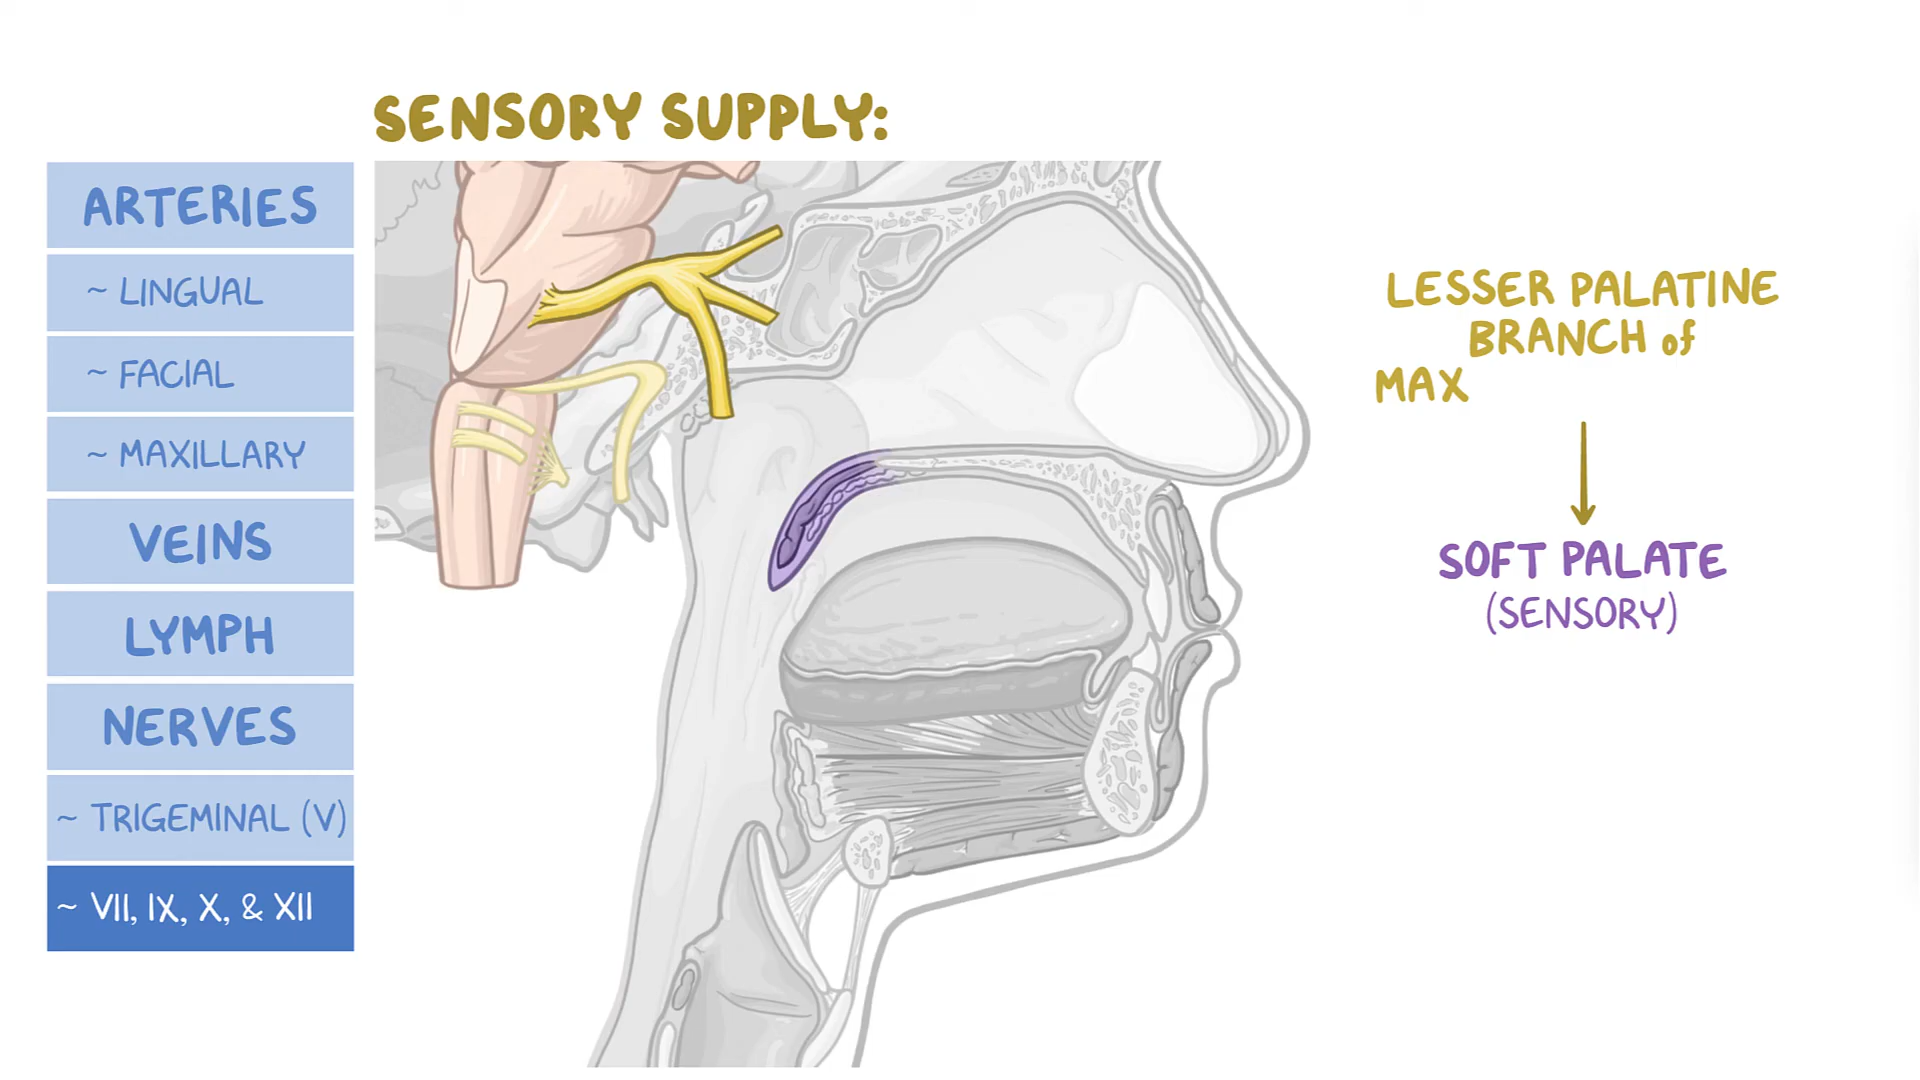 SENSORY SUPPLY:
ARTERIES
~ LINGUAL
~ FACIAL
~ MAXILLARY
VEINS
LYMPH
NERVES
~ TRIGEMINAL (V)
~ VII, IX, X, & XII
LESSER PALATINE
BRANCH of
MAX
SOFT PALATE
(SENSORY)